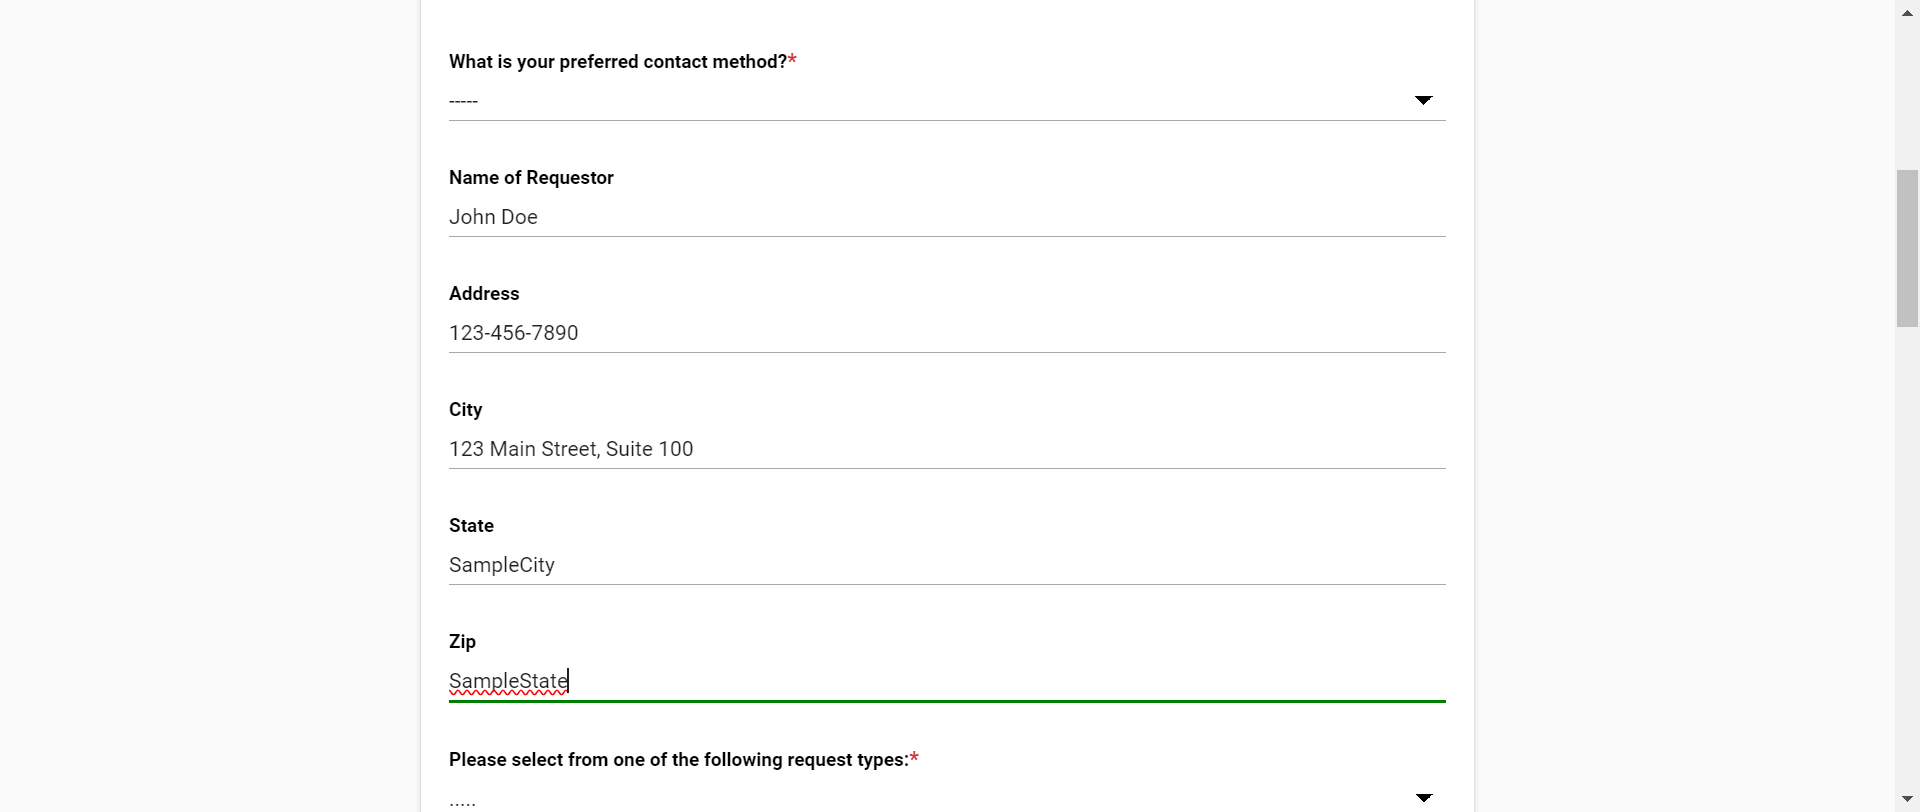 What is your preferred contact method?*
-----
Name of Requestor
John Doe
Address
123-456-7890
City
123 Main Street, Suite 100
State
SampleCity
Zip
SampleState
Please select from one of the following request types:*
.....